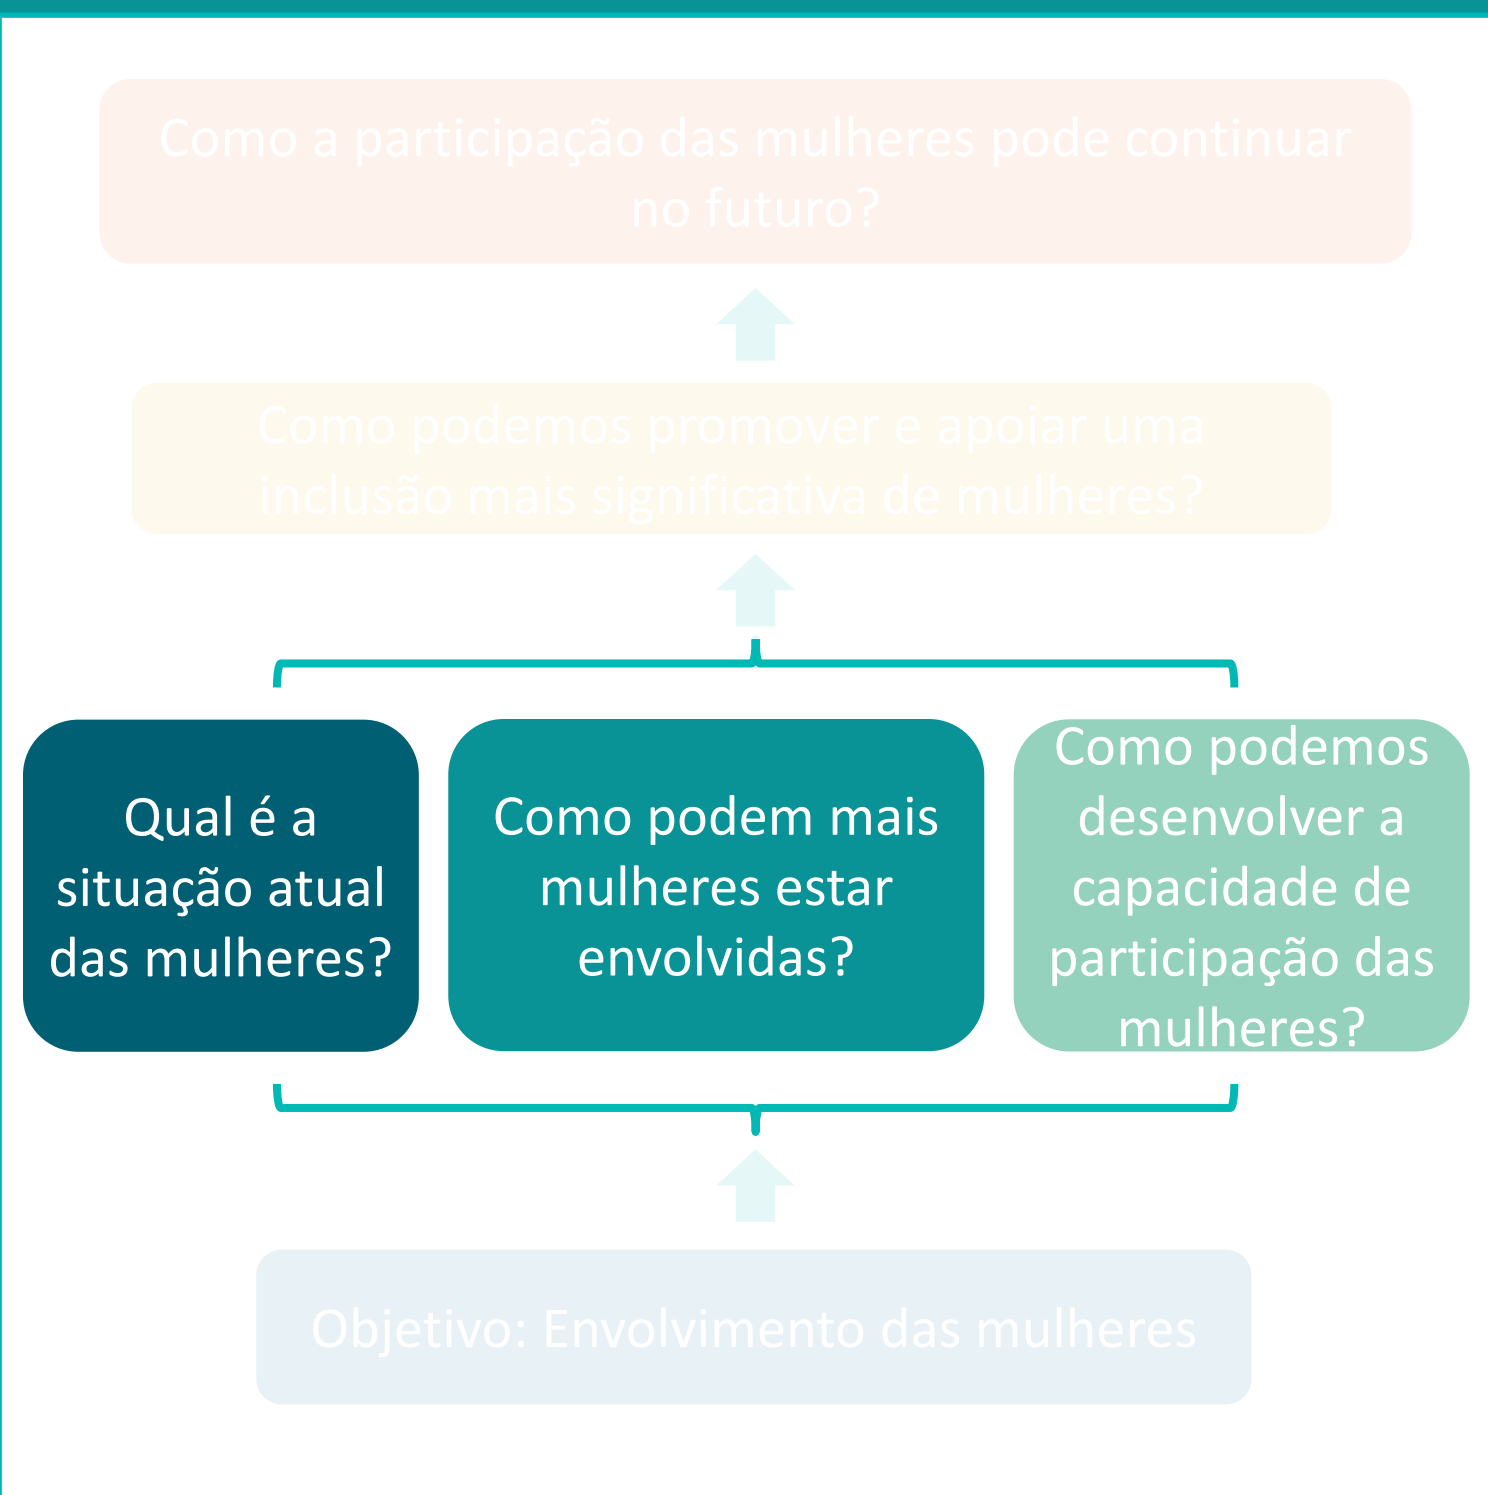 Como a participação das mulheres pode continuar
no futuro?
Como podemos promover e apoiar uma
inclusão mais significativa de mulheres?
Qual é a
situação atual
das mulheres?
Como podem mais
mulheres estar
envolvidas?
Como podemos
desenvolver a
capacidade de
participação das
mulheres?
Objetivo: Envolvimento das mulheres